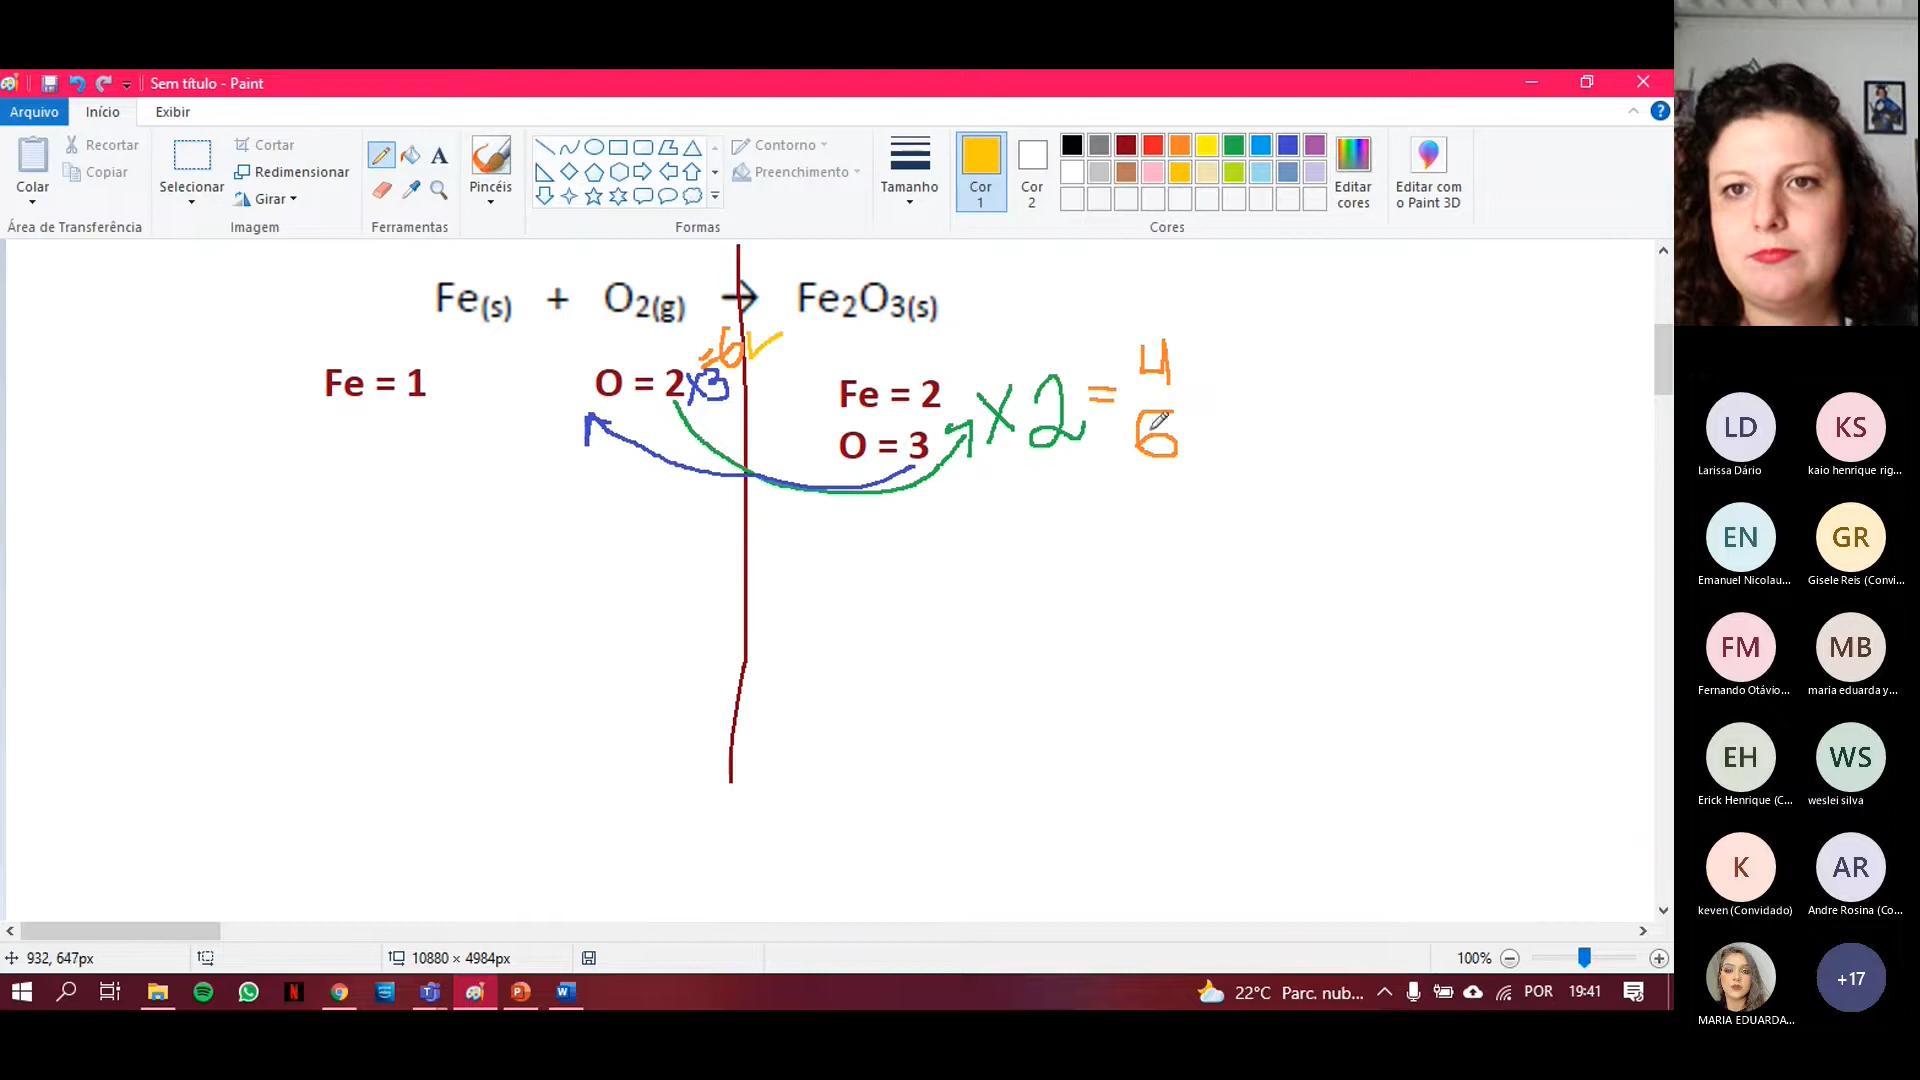 Sem título - Paint
Arquivo Início Exibir
Colar
Recortar
Copiar
Área de Transferência
Selecionar
Cortar
Redimensionar
Girar
Imagem
A
Ferramentas
Pincéis
Formas
Contorno
Preenchimento
Tamanho
Cor 1
Cor 2
Cores
Editar cores
Editar com o Paint 3D
Fe(s) + O2(g) → Fe2O3(s)
=6✓
Fe = 1 O = 2 x3
Fe = 2
O = 3
x 2 = 4
6
932, 647px
10880 × 4984px
100%
22°C Parc. nub...
POR
19:41
LD
Larissa Dário
KS
kaio henrique rig...
EN
Emanuel Nicolau...
GR
Gisele Reis (Convi...
FM
Fernando Otávio...
MB
maria eduarda y...
EH
Erick Henrique (C...
WS
weslei silva
K
keven (Convidado)
AR
Andre Rosina (Co...
MARIA EDUARDA...
+17